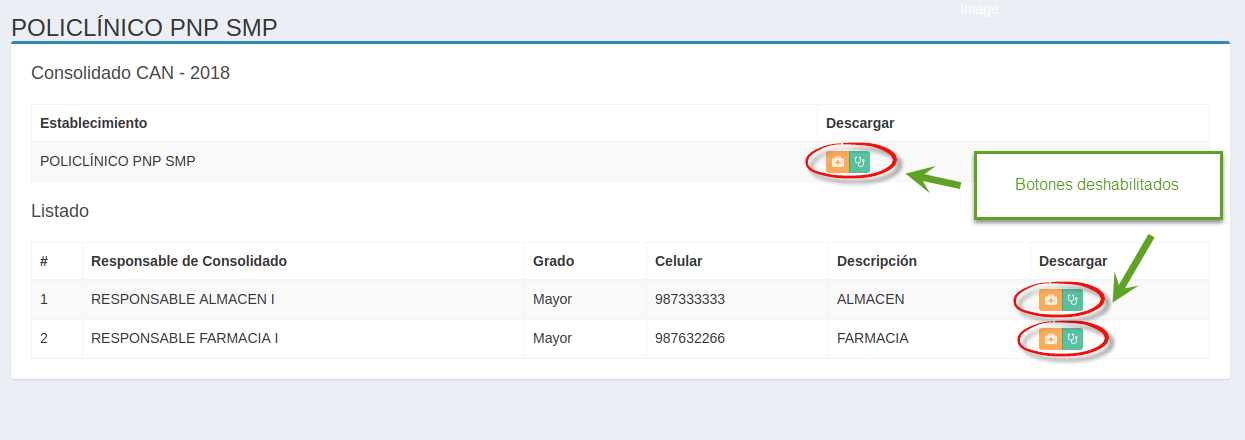 Image
POLICLÍNICO PNP SMP
Consolidado CAN - 2018
Establecimiento Descargar
POLICLÍNICO PNP SMP
Botones deshabilitados
Listado
# Responsable de Consolidado Grado Celular Descripción Descargar
1 RESPONSABLE ALMACEN I Mayor 987333333 ALMACEN
2 RESPONSABLE FARMACIA I Mayor 987632266 FARMACIA